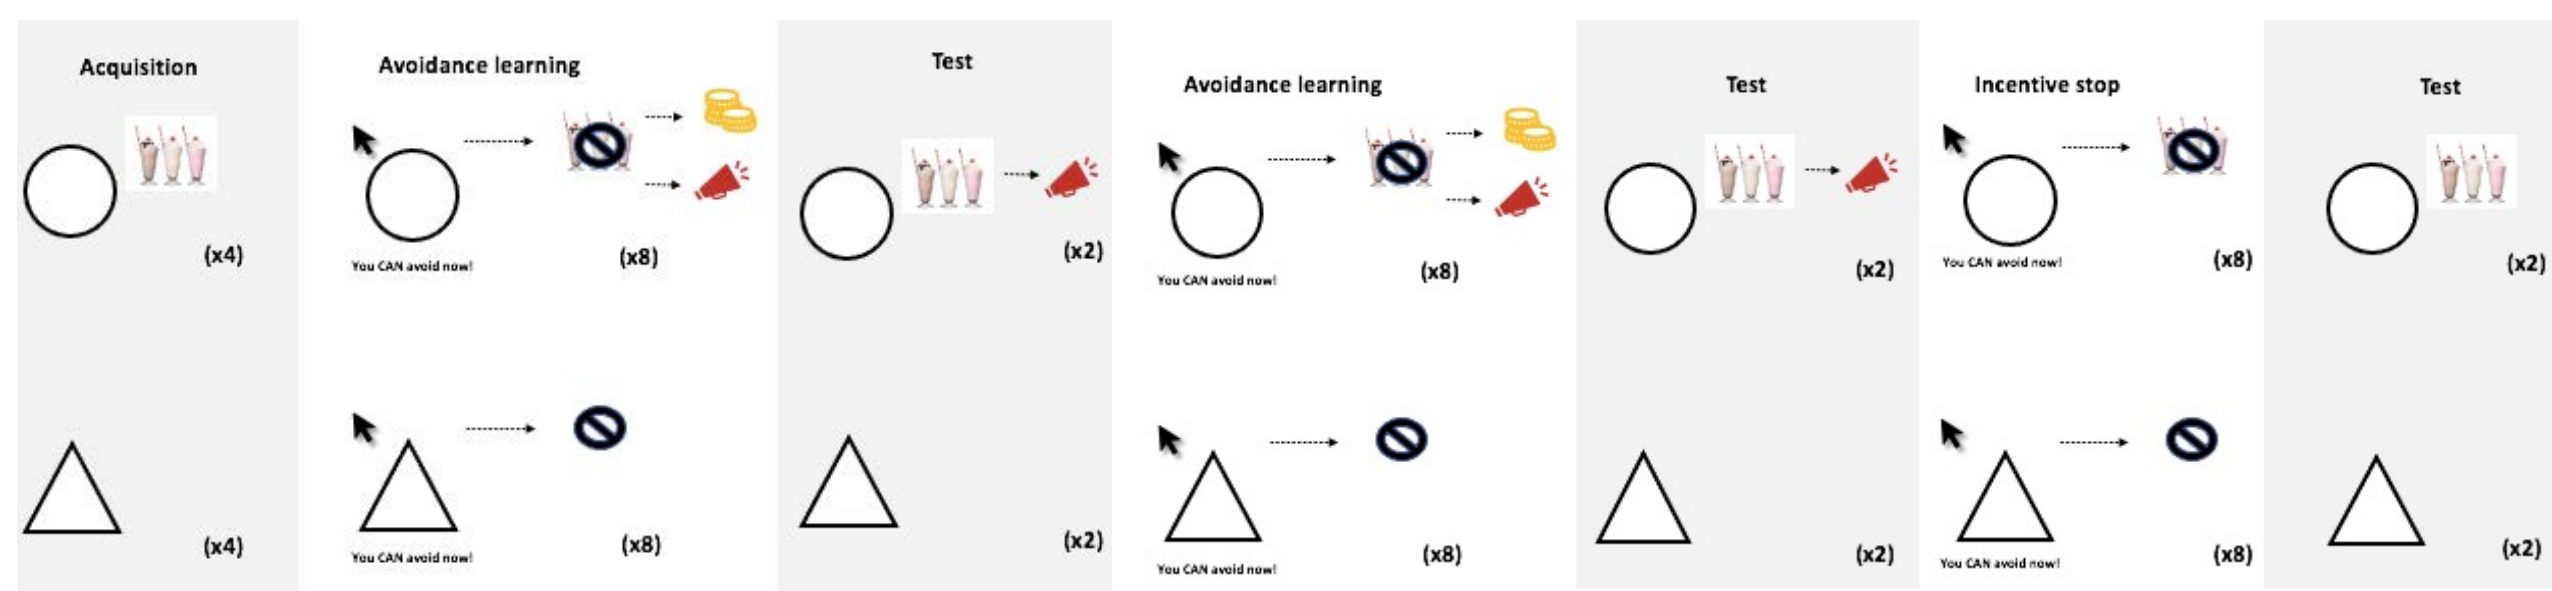 Acquisition
(x4)
(x4)
Avoidance learning
You CAN avoid now!
(x8)
You CAN avoid now!
(x8)
Test
(x2)
(x2)
Avoidance learning
You CAN avoid now!
(x8)
You CAN avoid now!
(x8)
Test
(x2)
(x2)
Incentive stop
You CAN avoid now!
(x8)
You CAN avoid now!
(x8)
Test
(x2)
(x2)